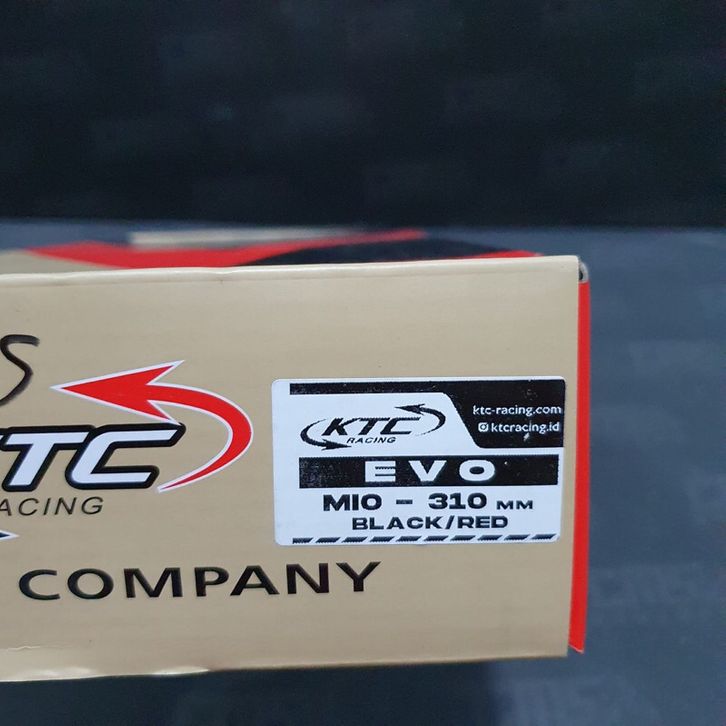 S
KTC
RACING
COMPANY
KTC
RACING
ktc-racing.com
ktcracing.id
EVO
MIO - 310 MM
BLACK/RED